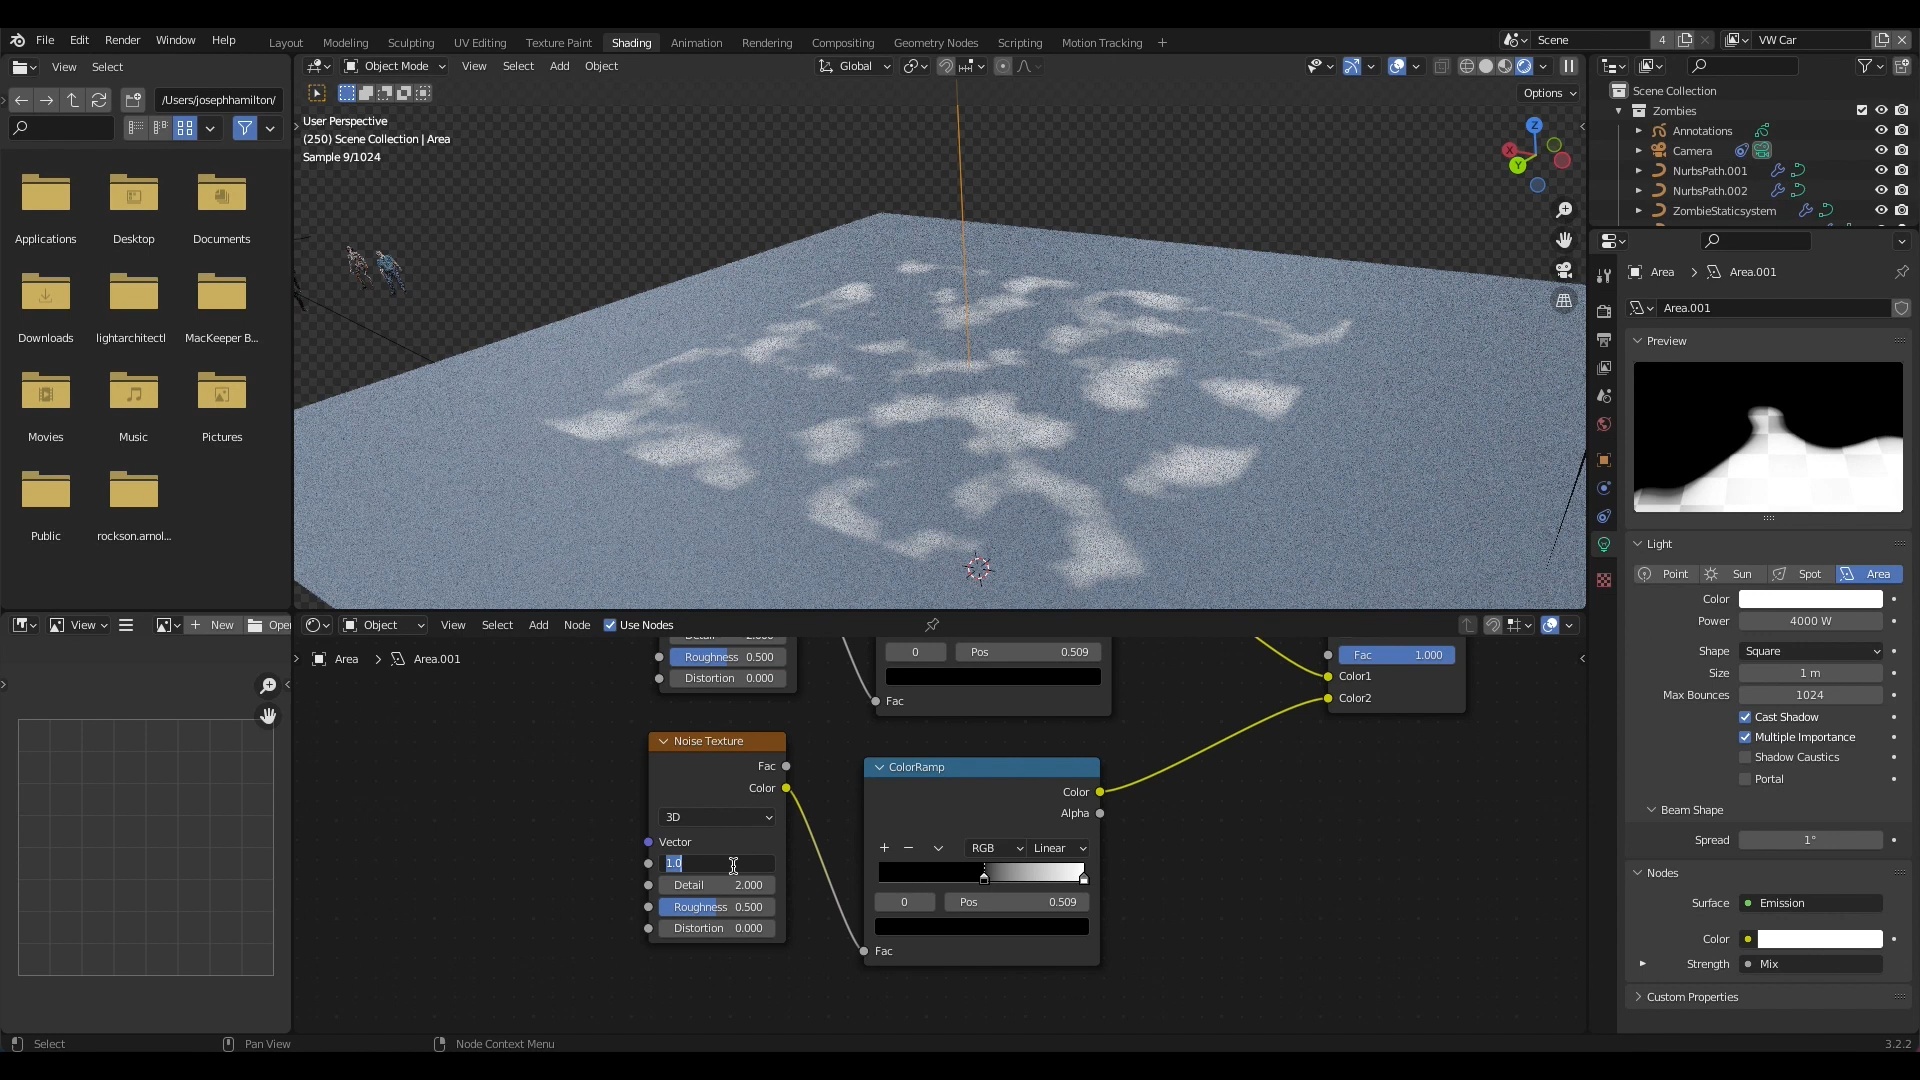 File Edit Render Window Help
Layout Modeling Sculpting UV Editing Texture Paint Shading Animation Rendering Compositing Geometry Nodes Scripting Motion Tracking
Scene 4 VW Car
View Select
/Users/josephhamilton/
Applications Desktop Documents
Downloads lightarchitectl MacKeeper B...
Movies Music Pictures
Public rockson.arnol...
Object Mode View Select Add Object Global
Options
User Perspective
(250) Scene Collection | Area
Sample 9/1024
Z
X
Y
Scene Collection
Zombies
Annotations
Camera
NurbsPath.001
NurbsPath.002
ZombieStaticsystem
Area > Area.001
Area.001
Preview
Light
Point Sun Spot Area
Color
Power 4000 W
Shape Square
Size 1 m
Max Bounces 1024
Cast Shadow
Multiple Importance
Shadow Caustics
Portal
Beam Shape
Spread 1°
Nodes
Surface Emission
Color
Strength Mix
Custom Properties
View New Open
Object View Select Add Node Use Nodes
Area > Area.001
Roughness 0.500
Distortion 0.000
0 Pos 0.509
Fac
Fac 1.000
Color1
Color2
Noise Texture
Fac
Color
3D
Vector
1.0
Detail 2.000
Roughness 0.500
Distortion 0.000
ColorRamp
Color
Alpha
RGB Linear
0 Pos 0.509
Fac
Select Pan View Node Context Menu 3.2.2